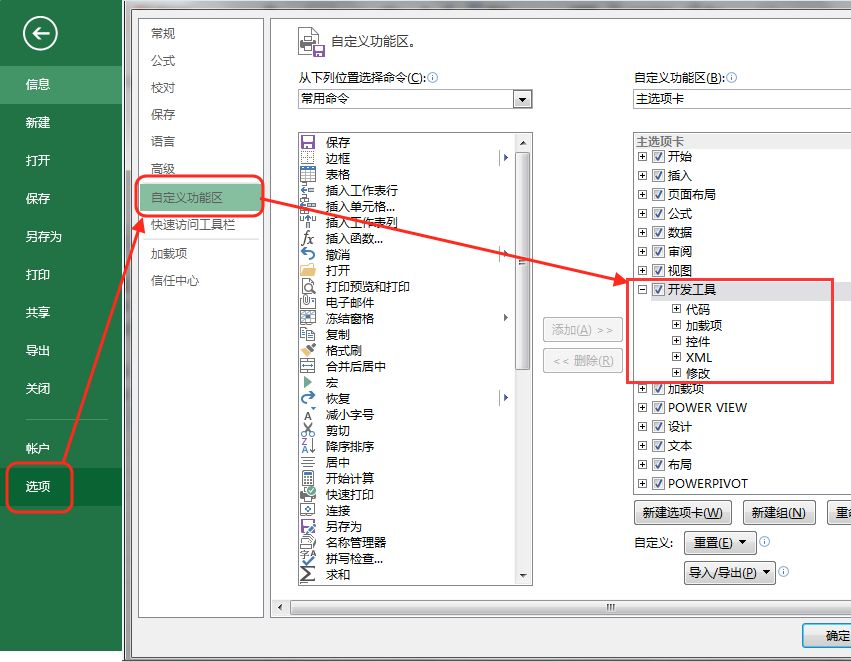 信息
新建
打开
保存
另存为
打印
共享
导出
关闭
帐户
选项
常规
公式
校对
保存
语言
高级
自定义功能区
快速访问工具栏
加载项
信任中心
自定义功能区。
从下列位置选择命令(C):
常用命令
保存
边框
表格
插入工作表行
插入单元格...
插入工作表列
插入函数...
撤消
打开
打印预览和打印
电子邮件
冻结窗格
复制
格式刷
合并后居中
宏
恢复
减小字号
剪切
降序排序
居中
开始计算
快速打印
连接
另存为
名称管理器
拼写检查...
求和
添加(A) >>
<< 删除(R)
自定义功能区(B):
主选项卡
主选项卡
开始
插入
页面布局
公式
数据
审阅
视图
开发工具
代码
加载项
控件
XML
修改
加载项
POWER VIEW
设计
文本
布局
POWERPIVOT
新建选项卡(W)
新建组(N)
自定义:
重置(E)
导入/导出(P)
确定